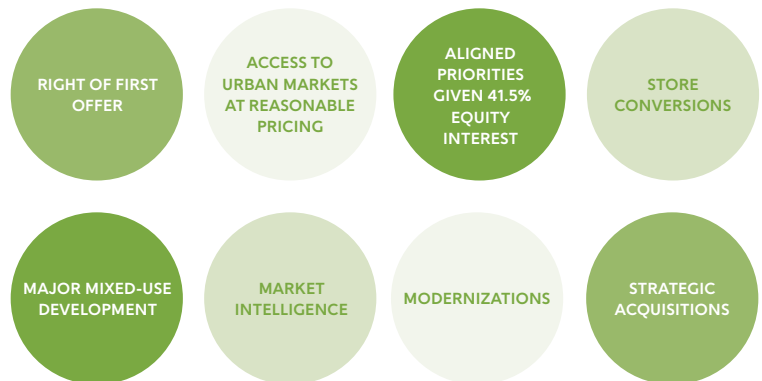 RIGHT OF FIRST
OFFER
ACCESS TO
URBAN MARKETS
AT REASONABLE
PRICING
ALIGNED
PRIORITIES
GIVEN 41.5%
EQUITY
INTEREST
STORE
CONVERSIONS
MAJOR MIXED-USE
DEVELOPMENT
MARKET
INTELLIGENCE
MODERNIZATIONS
STRATEGIC
ACQUISITIONS